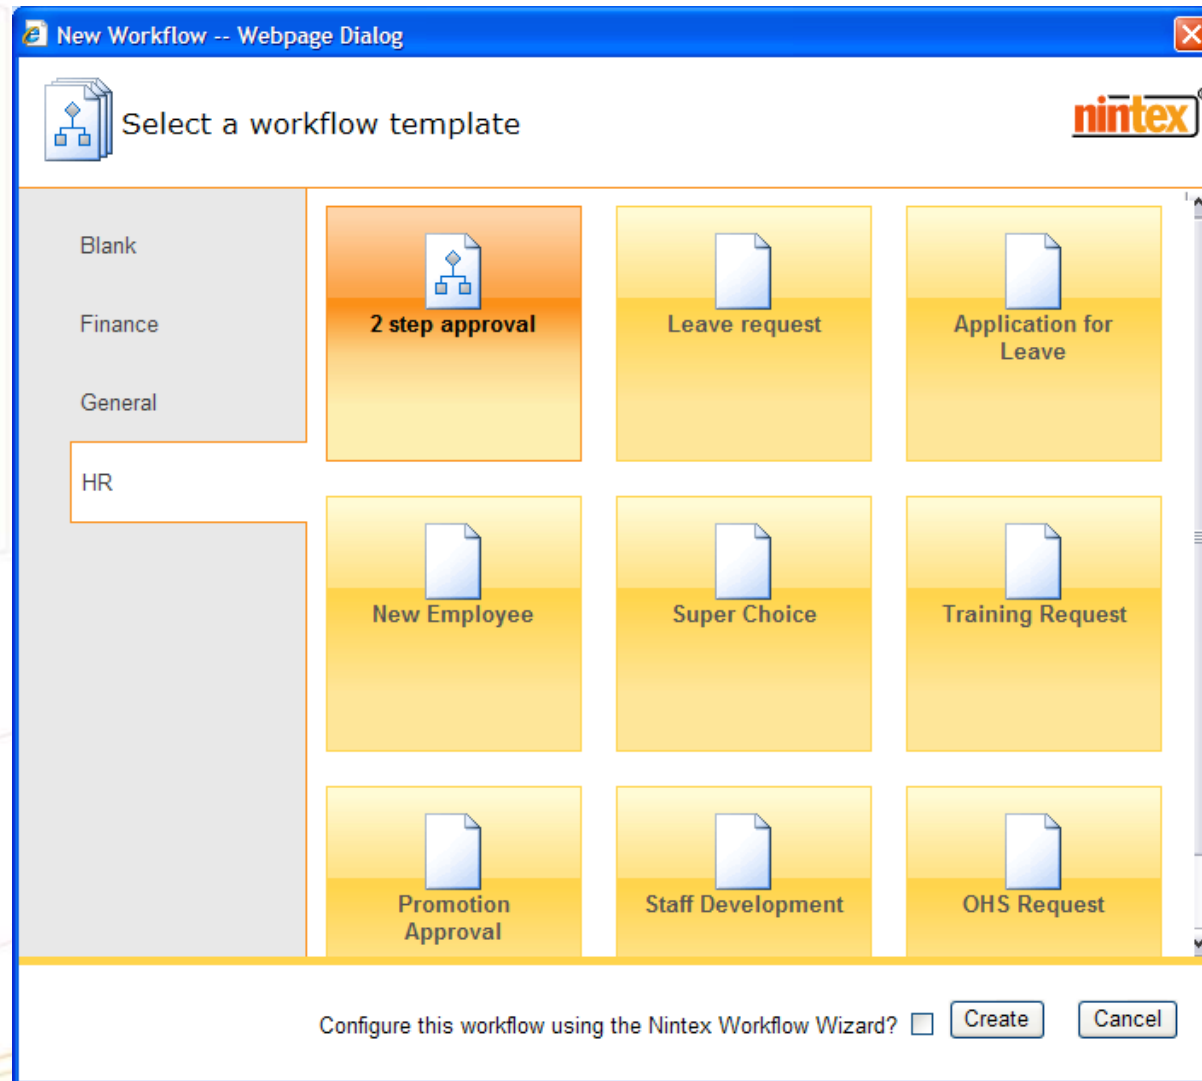 New Workflow -- Webpage Dialog
Select a workflow template
nintex
Blank
Finance
General
HR
2 step approval
Leave request
Application for
Leave
New Employee
Super Choice
Training Request
Promotion
Approval
Staff Development
OHS Request
Configure this workflow using the Nintex Workflow Wizard?
Create
Cancel